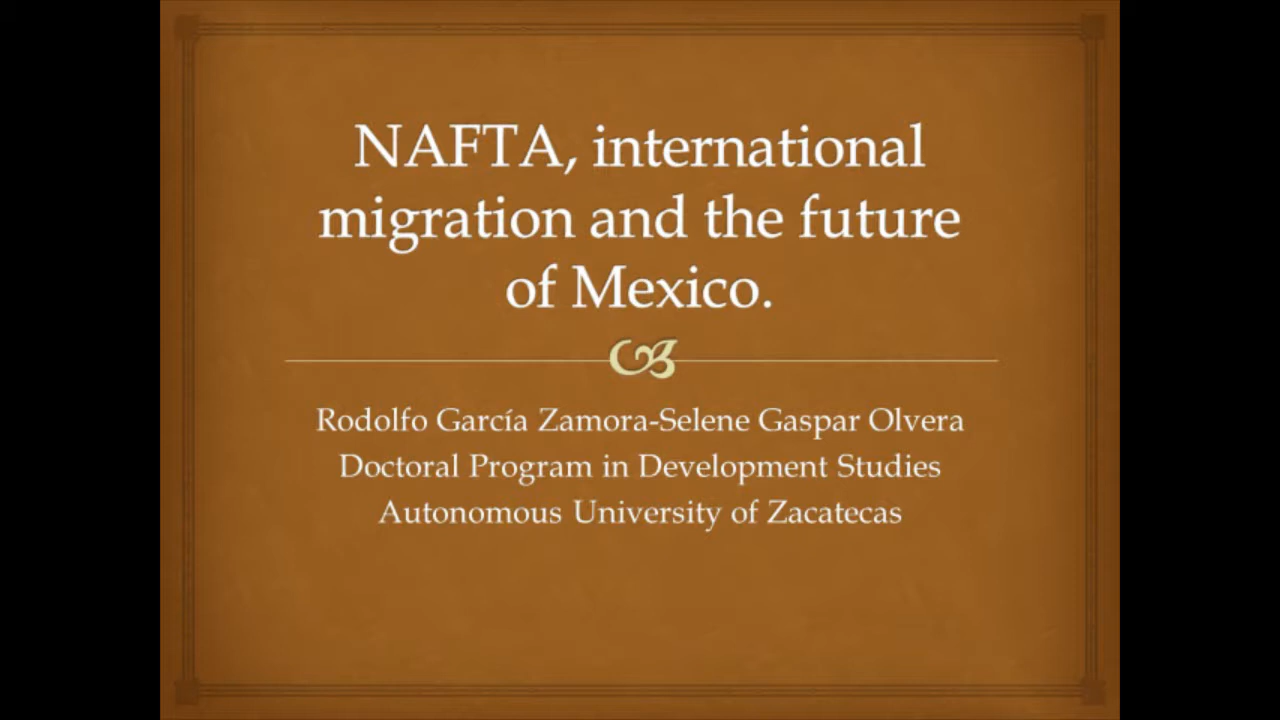 NAFTA, international
migration and the future
of Mexico.
Rodolfo García Zamora-Selene Gaspar Olvera
Doctoral Program in Development Studies
Autonomous University of Zacatecas